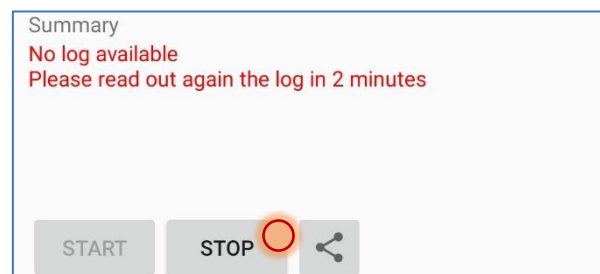 Summary
No log available
Please read out again the log in 2 minutes
START STOP